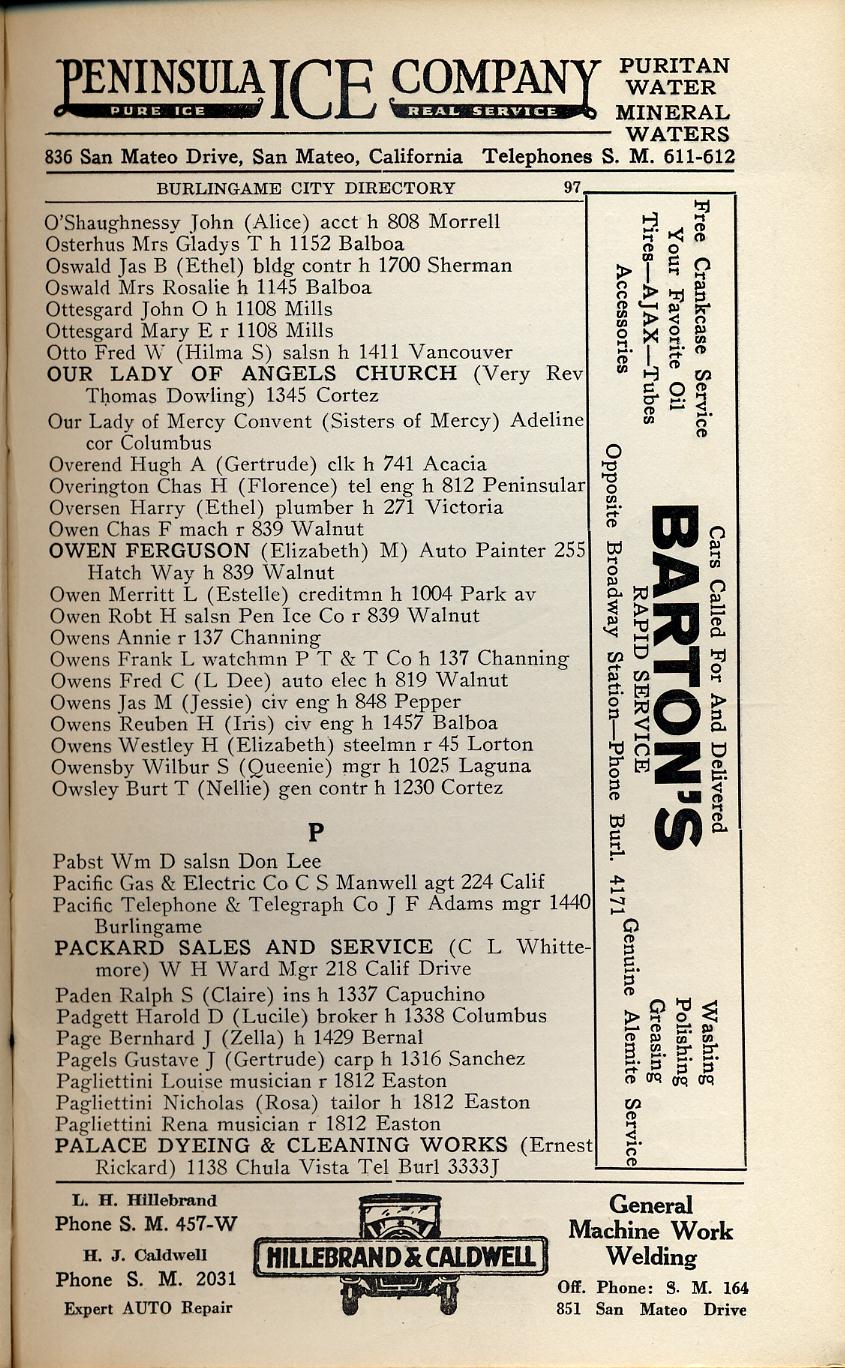 PENINSULA ICE COMPANY
PURE ICE REAL SERVICE
PURITAN
WATER
MINERAL
WATERS
836 San Mateo Drive, San Mateo, California Telephones S. M. 611-612
BURLINGAME CITY DIRECTORY 97
O'Shaughnessy John (Alice) acct h 808 Morrell
Osterhus Mrs Gladys T h 1152 Balboa
Oswald Jas B (Ethel) bldg contr h 1700 Sherman
Oswald Mrs Rosalie h 1145 Balboa
Ottesgard John O h 1108 Mills
Ottesgard Mary E r 1108 Mills
Otto Fred W (Hilma S) salsn h 1411 Vancouver
OUR LADY OF ANGELS CHURCH (Very Rev
Thomas Dowling) 1345 Cortez
Our Lady of Mercy Convent (Sisters of Mercy) Adeline
cor Columbus
Overend Hugh A (Gertrude) clk h 741 Acacia
Overington Chas H (Florence) tel eng h 812 Peninsular
Oversen Harry (Ethel) plumber h 271 Victoria
Owen Chas F mach r 839 Walnut
OWEN FERGUSON (Elizabeth) M) Auto Painter 255
Hatch Way h 839 Walnut
Owen Merritt L (Estelle) creditmn h 1004 Park av
Owen Robt H salsn Pen Ice Co r 839 Walnut
Owens Annie r 137 Channing
Owens Frank L watchmn P T & T Co h 137 Channing
Owens Fred C (L Dee) auto elec h 819 Walnut
Owens Jas M (Jessie) civ eng h 848 Pepper
Owens Reuben H (Iris) civ eng h 1457 Balboa
Owens Westley H (Elizabeth) steelmn r 45 Lorton
Owensby Wilbur S (Queenie) mgr h 1025 Laguna
Owsley Burt T (Nellie) gen contr h 1230 Cortez
P
Pabst Wm D salsn Don Lee
Pacific Gas & Electric Co C S Manwell agt 224 Calif
Pacific Telephone & Telegraph Co J F Adams mgr 1440
Burlingame
PACKARD SALES AND SERVICE (C L Whitte-
more) W H Ward Mgr 218 Calif Drive
Paden Ralph S (Claire) ins h 1337 Capuchino
Padgett Harold D (Lucile) broker h 1338 Columbus
Page Bernhard J (Zella) h 1429 Bernal
Pagels Gustave J (Gertrude) carp h 1316 Sanchez
Pagliettini Louise musician r 1812 Easton
Pagliettini Nicholas (Rosa) tailor h 1812 Easton
Pagliettini Rena musician r 1812 Easton
PALACE DYEING & CLEANING WORKS (Ernest
Rickard) 1138 Chula Vista Tel Burl 3333J
Free Crankcase Service
Your Favorite Oil
Tires—AJAX—Tubes
Accessories
Cars Called For And Delivered
BARTON'S
RAPID SERVICE
Opposite Broadway Station—Phone Burl. 4171
Washing
Polishing
Greasing
Genuine Alemite Service
L. H. Hillebrand
Phone S. M. 457-W
H. J. Caldwell
Phone S. M. 2031
Expert AUTO Repair
HILLEBRAND & CALDWELL
General
Machine Work
Welding
Off. Phone: S. M. 164
851 San Mateo Drive